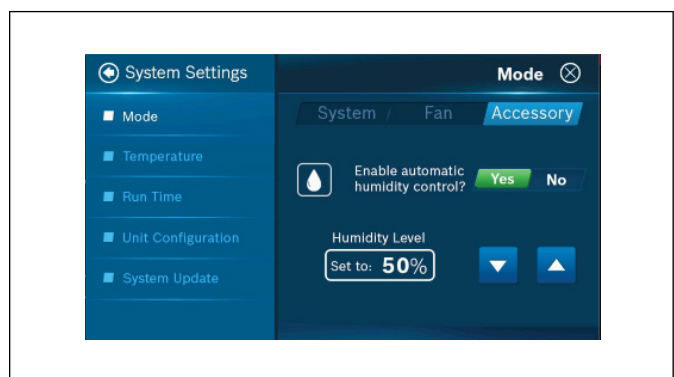 System Settings
Mode
Mode
Temperature
Run Time
Unit Configuration
System Update
System / Fan Accessory
Enable automatic
humidity control?
Yes No
Humidity Level
Set to: 50%